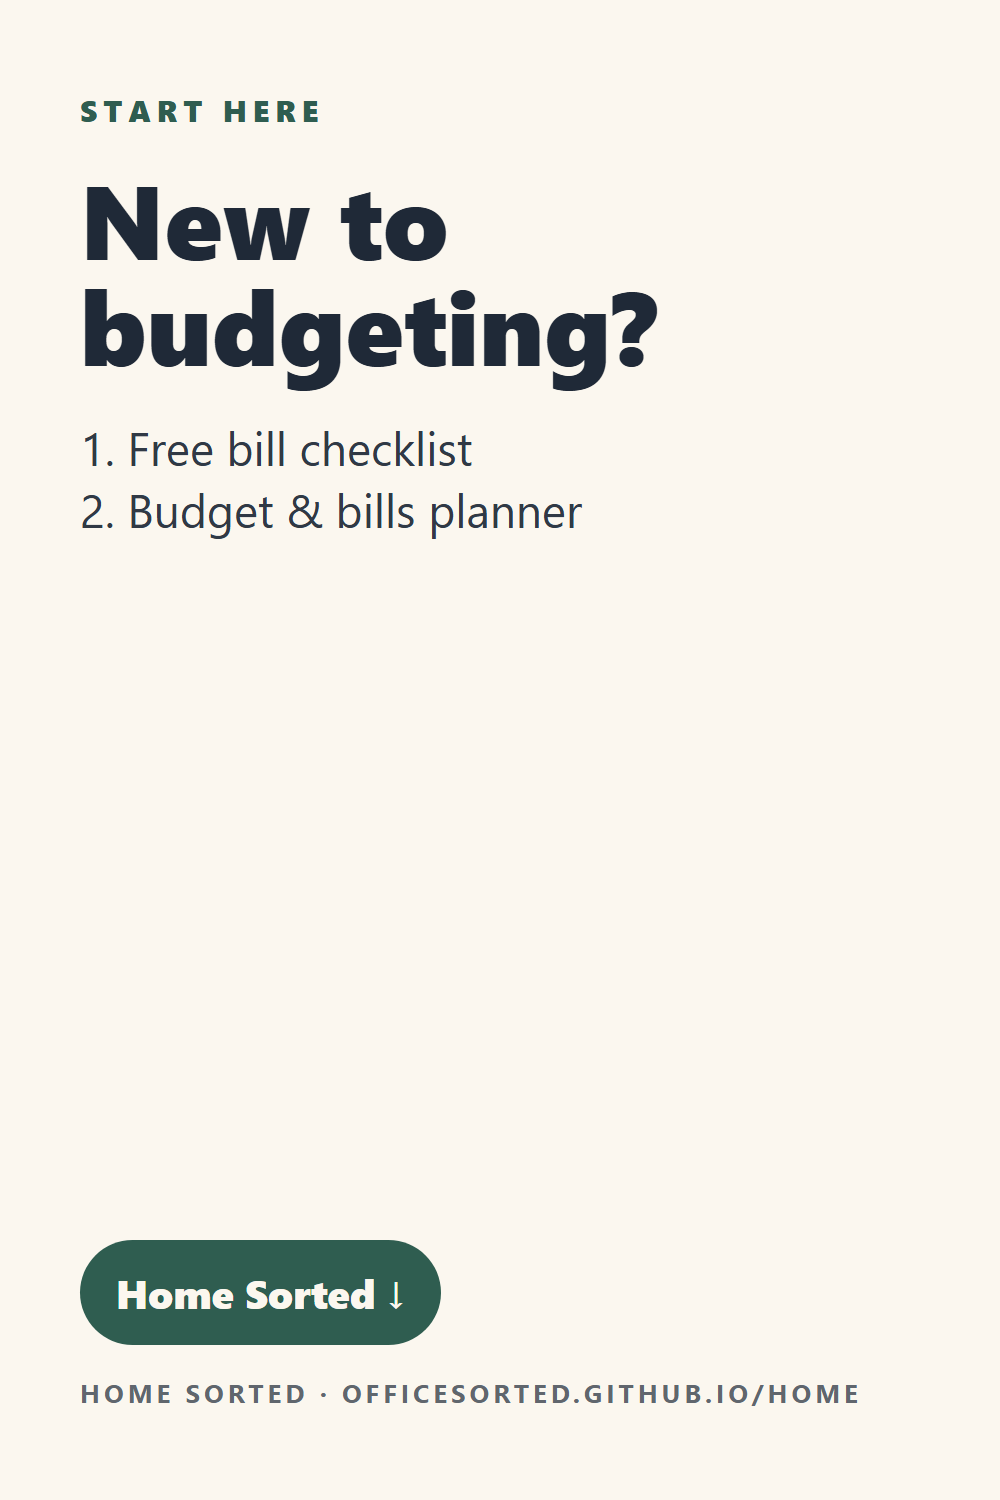 START HERE
New to
budgeting?
1. Free bill checklist
2. Budget & bills planner
Home Sorted ↓
HOME SORTED · OFFICESORTED.GITHUB.IO/HOME